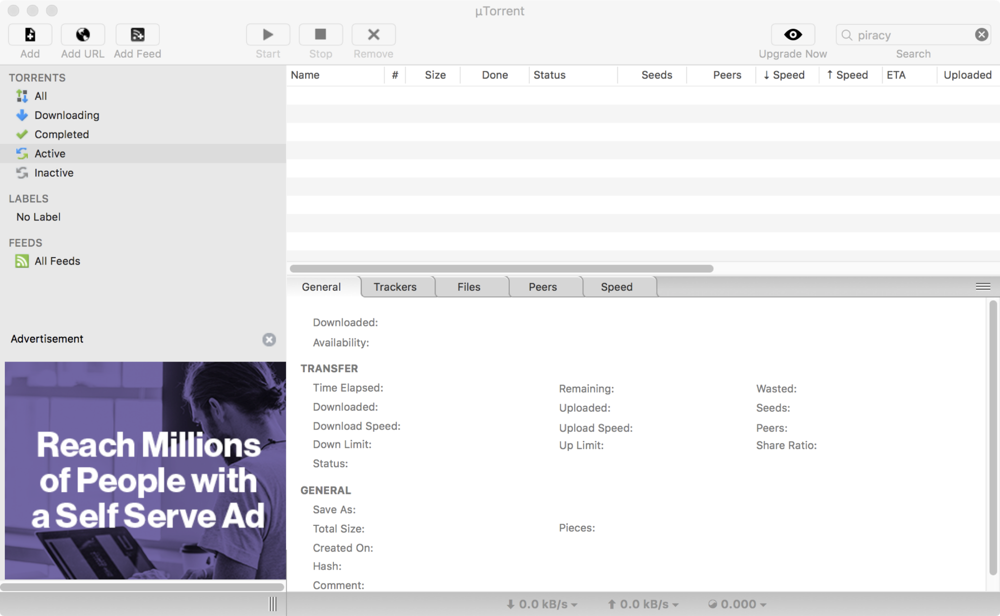 µTorrent
Add
Add URL
Add Feed
Start
Stop
Remove
Upgrade Now
piracy
Search
TORRENTS
All
Downloading
Completed
Active
Inactive
LABELS
No Label
FEEDS
All Feeds
Advertisement
Reach Millions
of People with
a Self Serve Ad
Name # Size Done Status Seeds Peers ↓ Speed ↑ Speed ETA Uploaded
General Trackers Files Peers Speed
Downloaded:
Availability:
TRANSFER
Time Elapsed: Remaining: Wasted:
Downloaded: Uploaded: Seeds:
Download Speed: Upload Speed: Peers:
Down Limit: Up Limit: Share Ratio:
Status:
GENERAL
Save As:
Total Size: Pieces:
Created On:
Hash:
Comment:
0.0 kB/s 0.0 kB/s 0.000